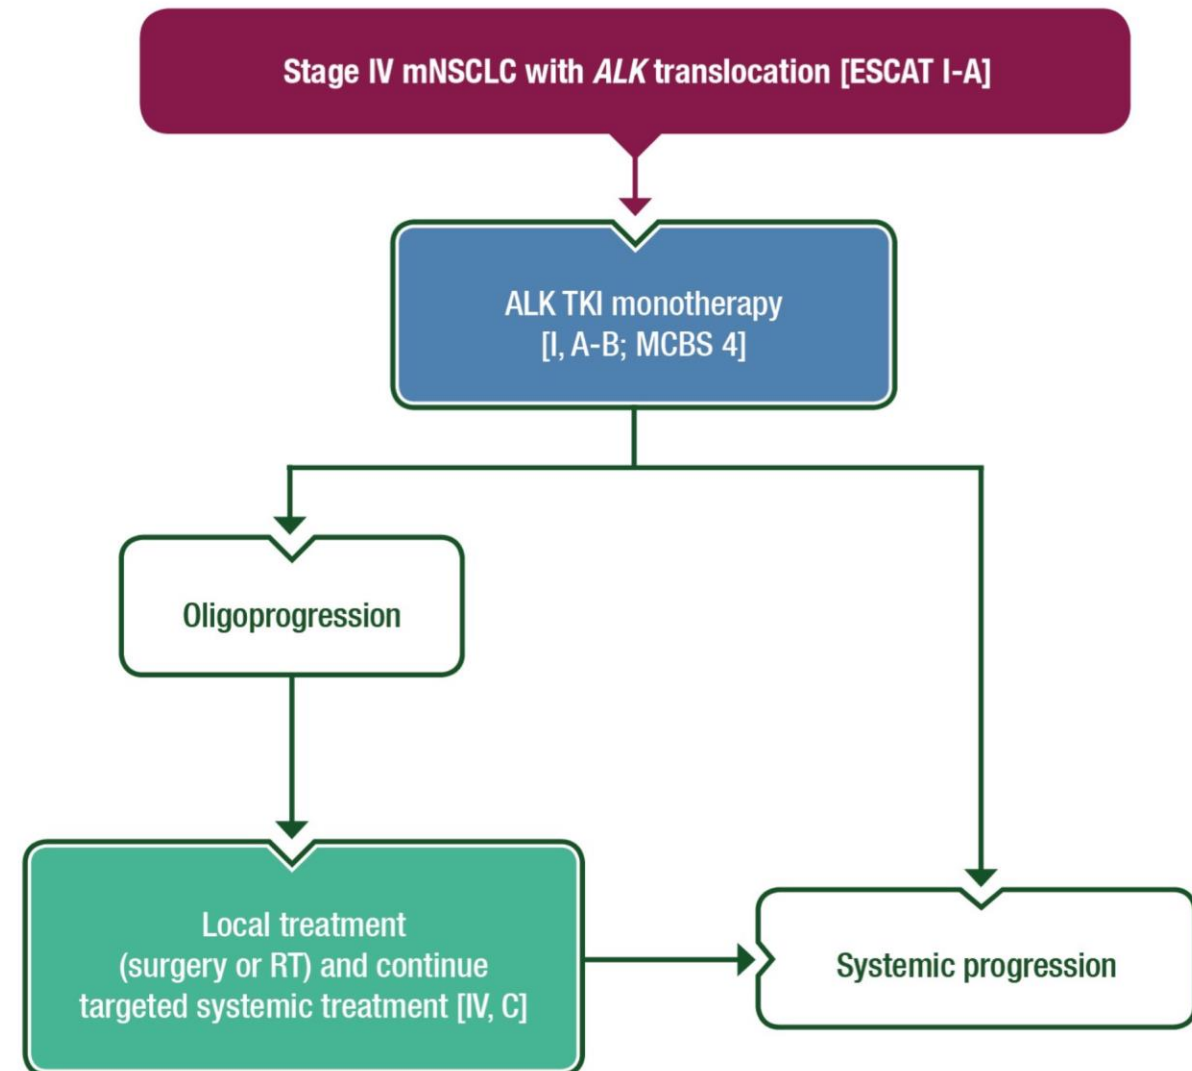 Stage IV mNSCLC with ALK translocation [ESCAT I-A]
ALK TKI monotherapy
[I, A-B; MCBS 4]
Oligoprogression
Local treatment
(surgery or RT) and continue
targeted systemic treatment [IV, C]
Systemic progression